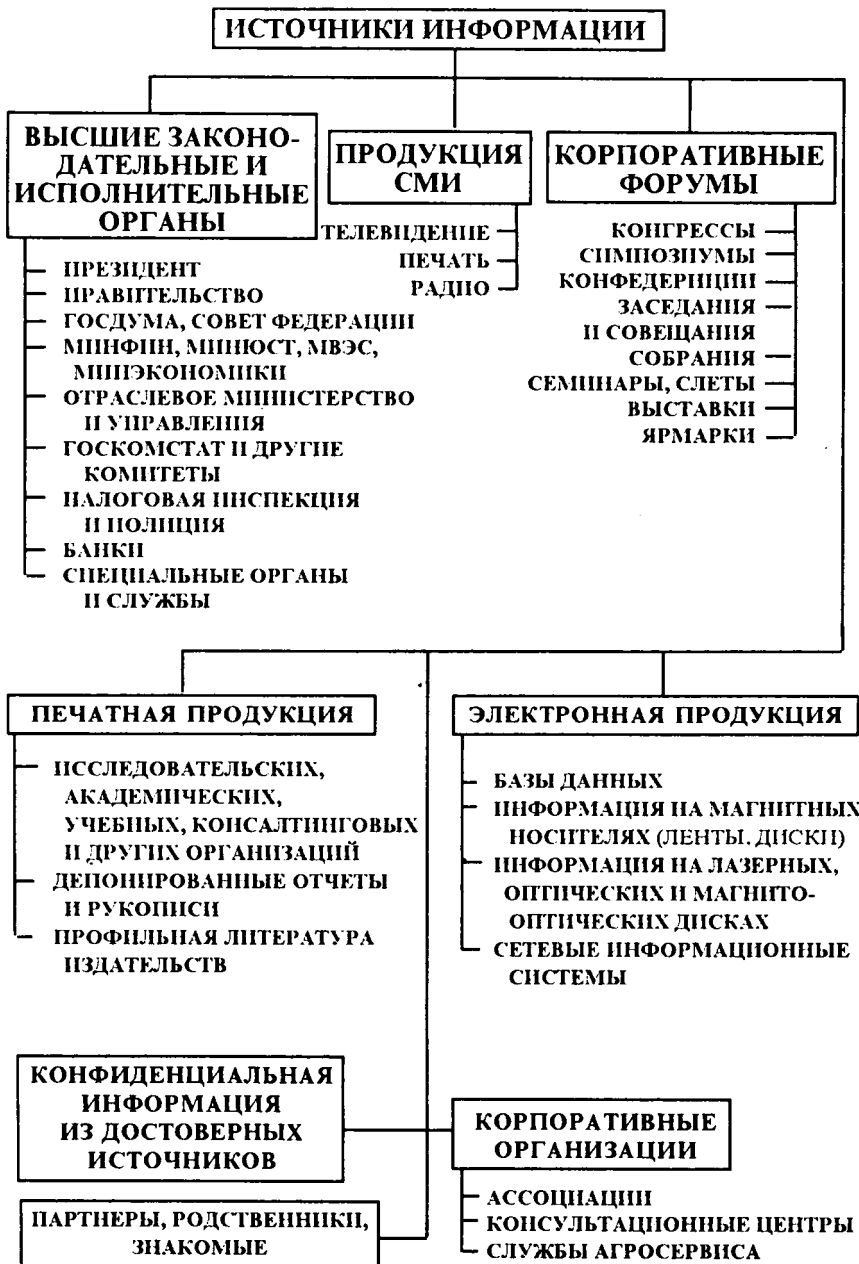 ИСТОЧНИКИ ИНФОРМАЦИИ
ВЫСШИЕ ЗАКОНО-
ДАТЕЛЬНЫЕ И
ИСПОЛНИТЕЛЬНЫЕ
ОРГАНЫ
ПРЕЗИДЕНТ
ПРАВИТЕЛЬСТВО
ГОСДУМА, СОВЕТ ФЕДЕРАЦИИ
МИНФИН, МИНЮСТ, МВЭС,
МИНЭКОНОМИКИ
ОТРАСЛЕВОЕ МИНИСТЕРСТВО
И УПРАВЛЕНИЯ
ГОСКОМСТАТ И ДРУГИЕ
КОМИТЕТЫ
НАЛОГОВАЯ ИНСПЕКЦИЯ
И ПОЛИЦИЯ
БАНКИ
СПЕЦИАЛЬНЫЕ ОРГАНЫ
И СЛУЖБЫ
ПРОДУКЦИЯ
СМИ
ТЕЛЕВИДЕНИЕ
ПЕЧАТЬ
РАДИО
КОРПОРАТИВНЫЕ
ФОРУМЫ
КОНГРЕССЫ
СИМПОЗИУМЫ
КОНФЕДЕРИЦИИ
ЗАСЕДАНИЯ
И СОВЕЩАНИЯ
СОБРАНИЯ
СЕМИНАРЫ, СЛЕТЫ
ВЫСТАВКИ
ЯРМАРКИ
ПЕЧАТНАЯ ПРОДУКЦИЯ
ИССЛЕДОВАТЕЛЬСКИХ,
АКАДЕМИЧЕСКИХ,
УЧЕБНЫХ, КОНСАЛТИНГОВЫХ
И ДРУГИХ ОРГАНИЗАЦИЙ
ДЕПОНИРОВАННЫЕ ОТЧЕТЫ
И РУКОПИСИ
ПРОФИЛЬНАЯ ЛИТЕРАТУРА
ИЗДАТЕЛЬСТВ
ЭЛЕКТРОННАЯ ПРОДУКЦИЯ
БАЗЫ ДАННЫХ
ИНФОРМАЦИЯ НА МАГНИТНЫХ
НОСИТЕЛЯХ (ЛЕНТЫ. ДИСКИ)
ИНФОРМАЦИЯ НА ЛАЗЕРНЫХ,
ОПТИЧЕСКИХ И МАГНИТО-
ОПТИЧЕСКИХ ДИСКАХ
СЕТЕВЫЕ ИНФОРМАЦИОННЫЕ
СИСТЕМЫ
КОНФИДЕНЦИАЛЬНАЯ
ИНФОРМАЦИЯ
ИЗ ДОСТОВЕРНЫХ
ИСТОЧНИКОВ
КОРПОРАТИВНЫЕ
ОРГАНИЗАЦИИ
АССОЦИАЦИИ
КОНСУЛЬТАЦИОННЫЕ ЦЕНТРЫ
СЛУЖБЫ АГРОСЕРВИСА
ПАРТНЕРЫ, РОДСТВЕННИКИ,
ЗНАКОМЫЕ